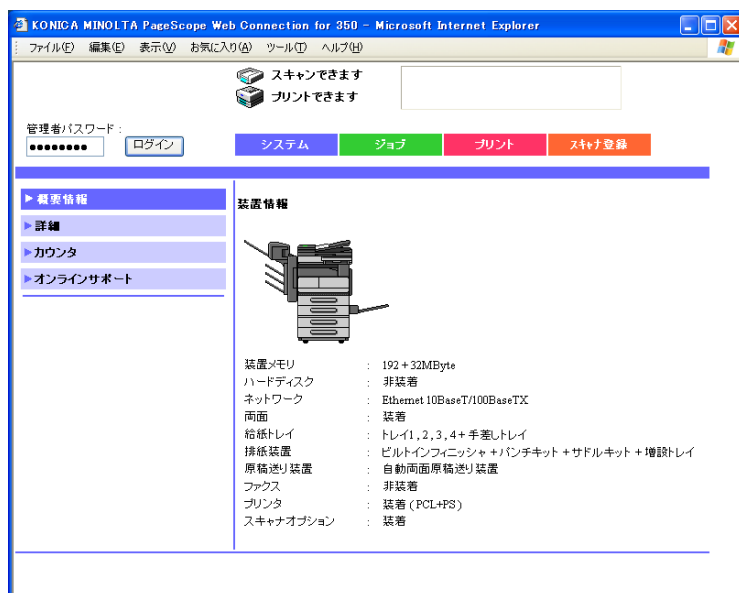 KONICA MINOLTA PageScope Web Connection for 350 - Microsoft Internet Explorer
ファイル(F) 編集(E) 表示(V) お気に入り(A) ツール(T) ヘルプ(H)
スキャンできます
プリントできます
管理者パスワード :
●●●●●●●● ログイン
システム ジョブ プリント スキャナ登録
▶概要情報
▶詳細
▶カウンタ
▶オンラインサポート
装置情報
装置メモリ : 192+32MByte
ハードディスク : 非装着
ネットワーク : Ethernet 10BaseT/100BaseTX
両面 : 装着
給紙トレイ : トレイ1,2,3,4+手差しトレイ
排紙装置 : ビルトインフィニッシャ+パンチキット+サドルキット+増設トレイ
原稿送り装置 : 自動両面原稿送り装置
ファクス : 非装着
プリンタ : 装着(PCL+PS)
スキャナオプション : 装着